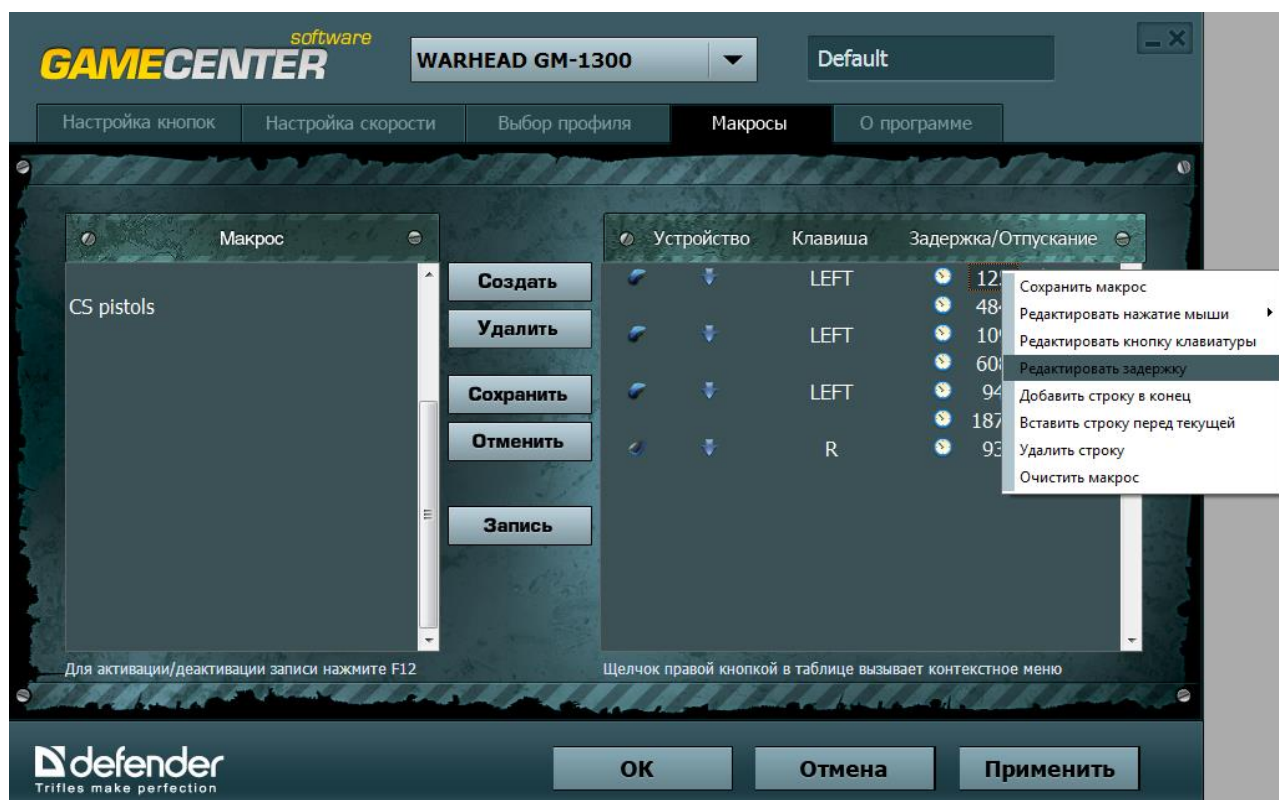 software
GAMECENTER
WARHEAD GM-1300
Default
Настройка кнопок
Настройка скорости
Выбор профиля
Макросы
О программе
Макрос
CS pistols
Создать
Удалить
Сохранить
Отменить
Запись
Устройство Клавиша Задержка/Отпускание
LEFT
LEFT
LEFT
R
Сохранить макрос
Редактировать нажатие мыши
Редактировать кнопку клавиатуры
Редактировать задержку
Добавить строку в конец
Вставить строку перед текущей
Удалить строку
Очистить макрос
Для активации/деактивации записи нажмите F12
Щелчок правой кнопкой в таблице вызывает контекстное меню
defender
Trifles make perfection
ОК
Отмена
Применить